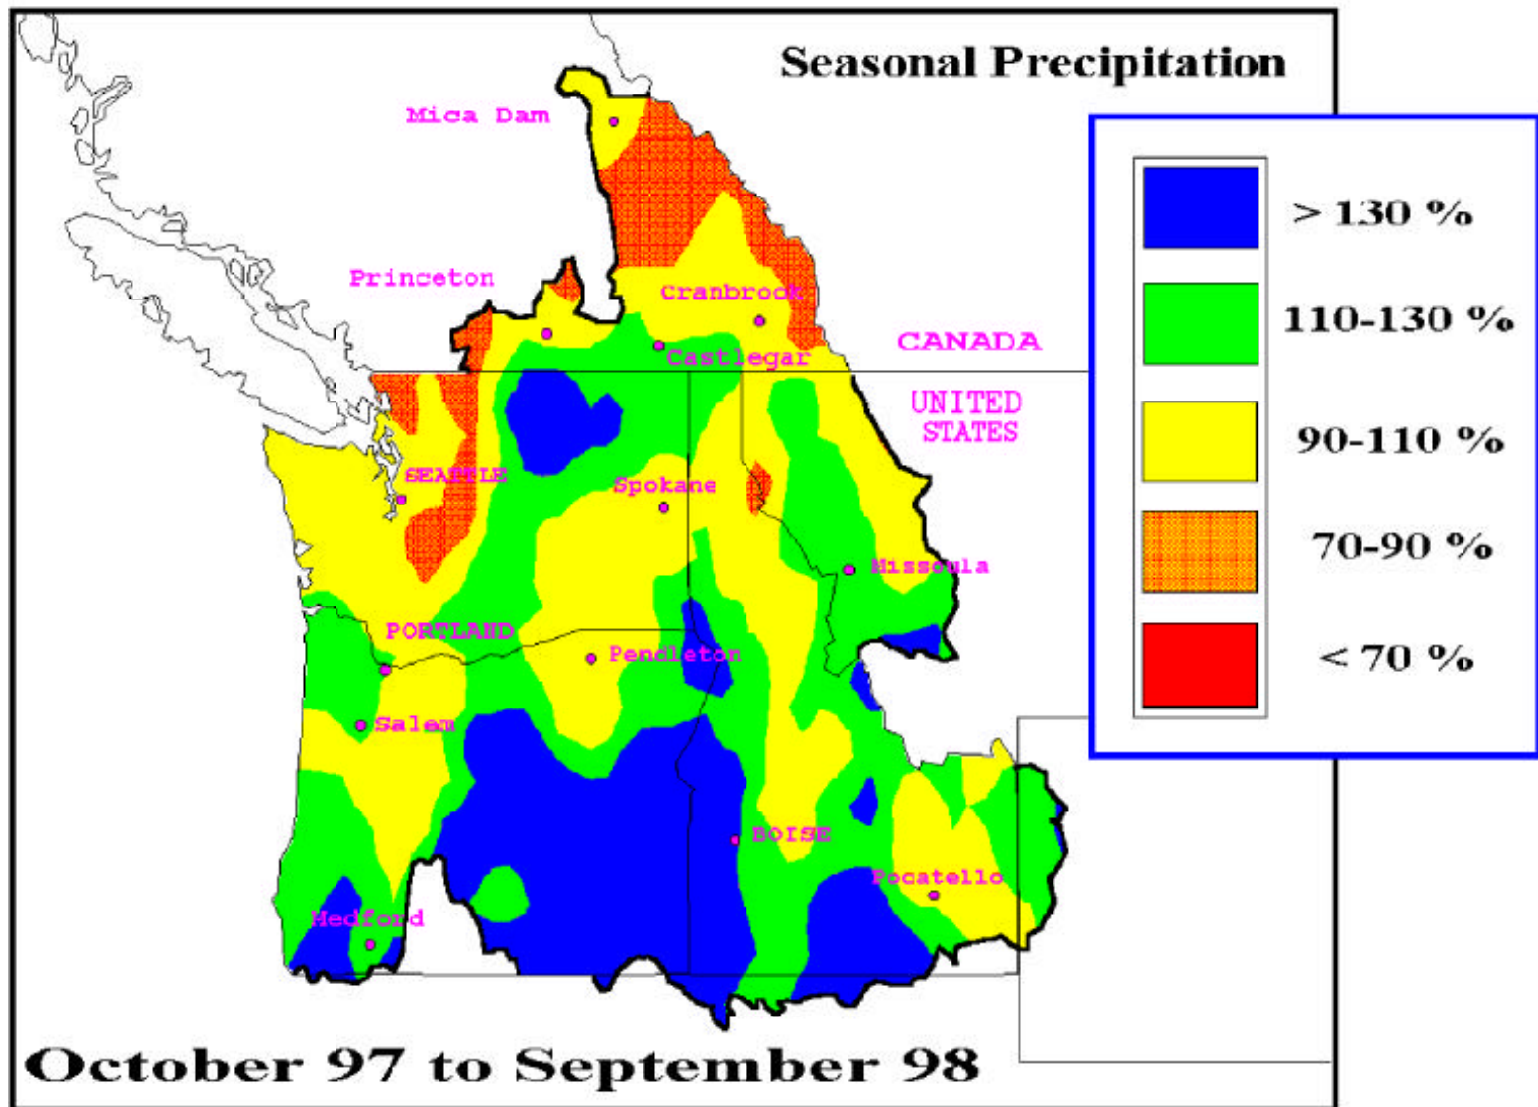 Seasonal Precipitation
Mica Dam
> 130 %
Princeton
Cranbrook
110-130 %
CANADA
Castlegar
UNITED
STATES
90-110 %
SEATTLE
Spokane
70-90 %
Missoula
PORTLAND
Pendleton
< 70 %
Salem
BOISE
Pocatello
Medford
October 97 to September 98